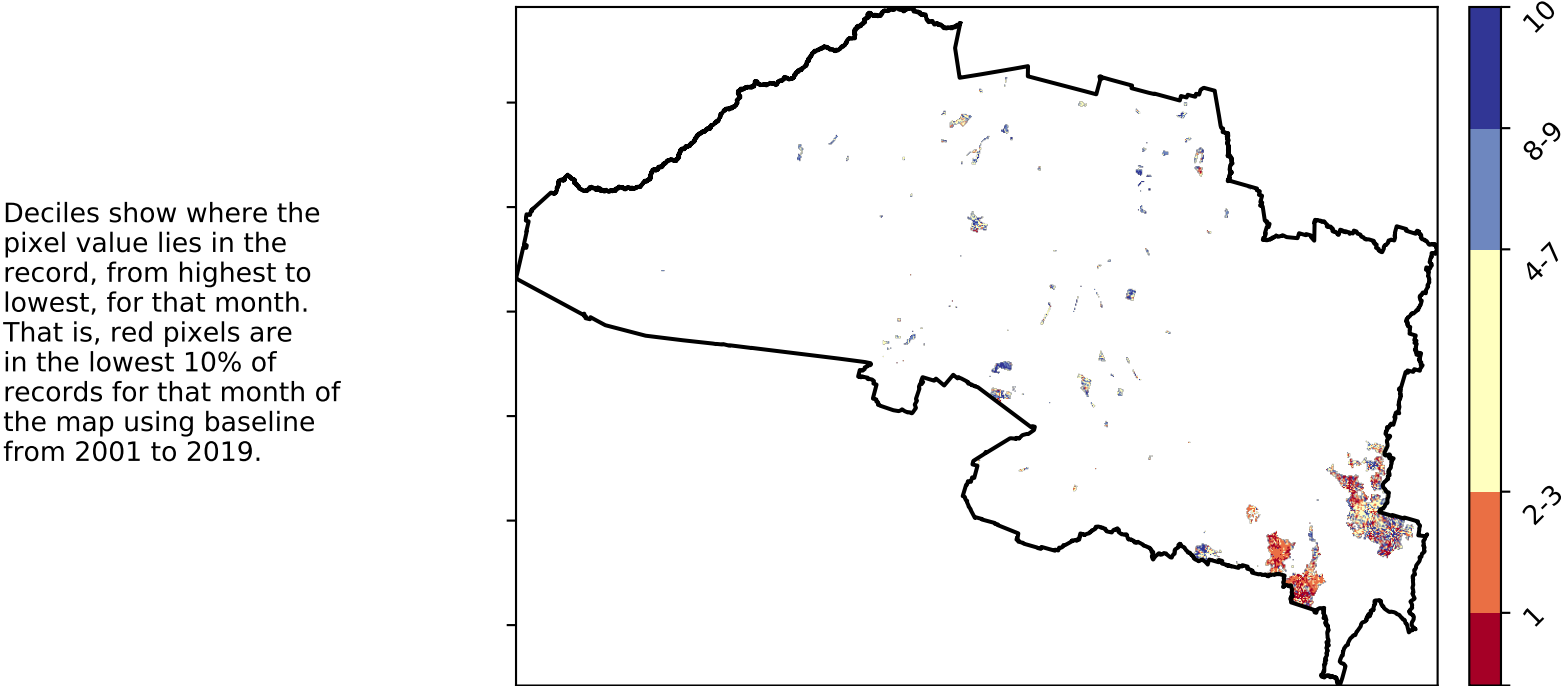 Deciles show where the
pixel value lies in the
record, from highest to
lowest, for that month.
That is, red pixels are
in the lowest 10% of
records for that month of
the map using baseline
from 2001 to 2019.
10
8-9
4-7
2-3
1